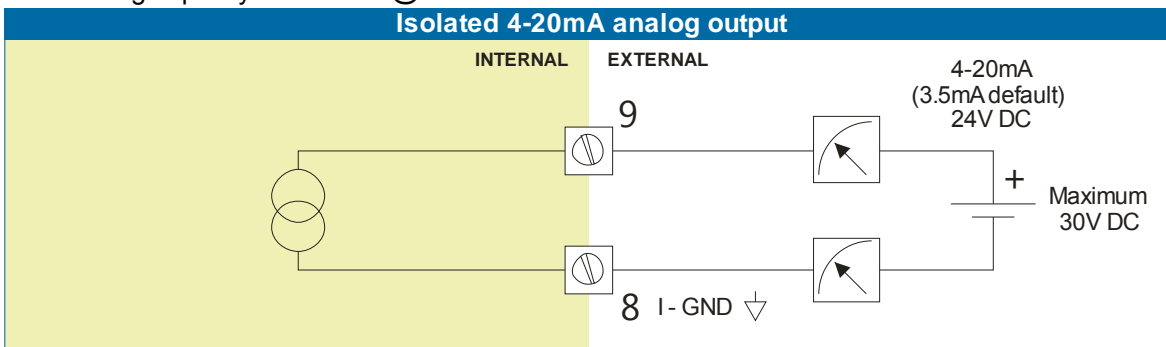 Isolated 4-20mA analog output
INTERNAL EXTERNAL
4-20mA
(3.5mA default)
24V DC
9
+
Maximum
30V DC
8 I - GND